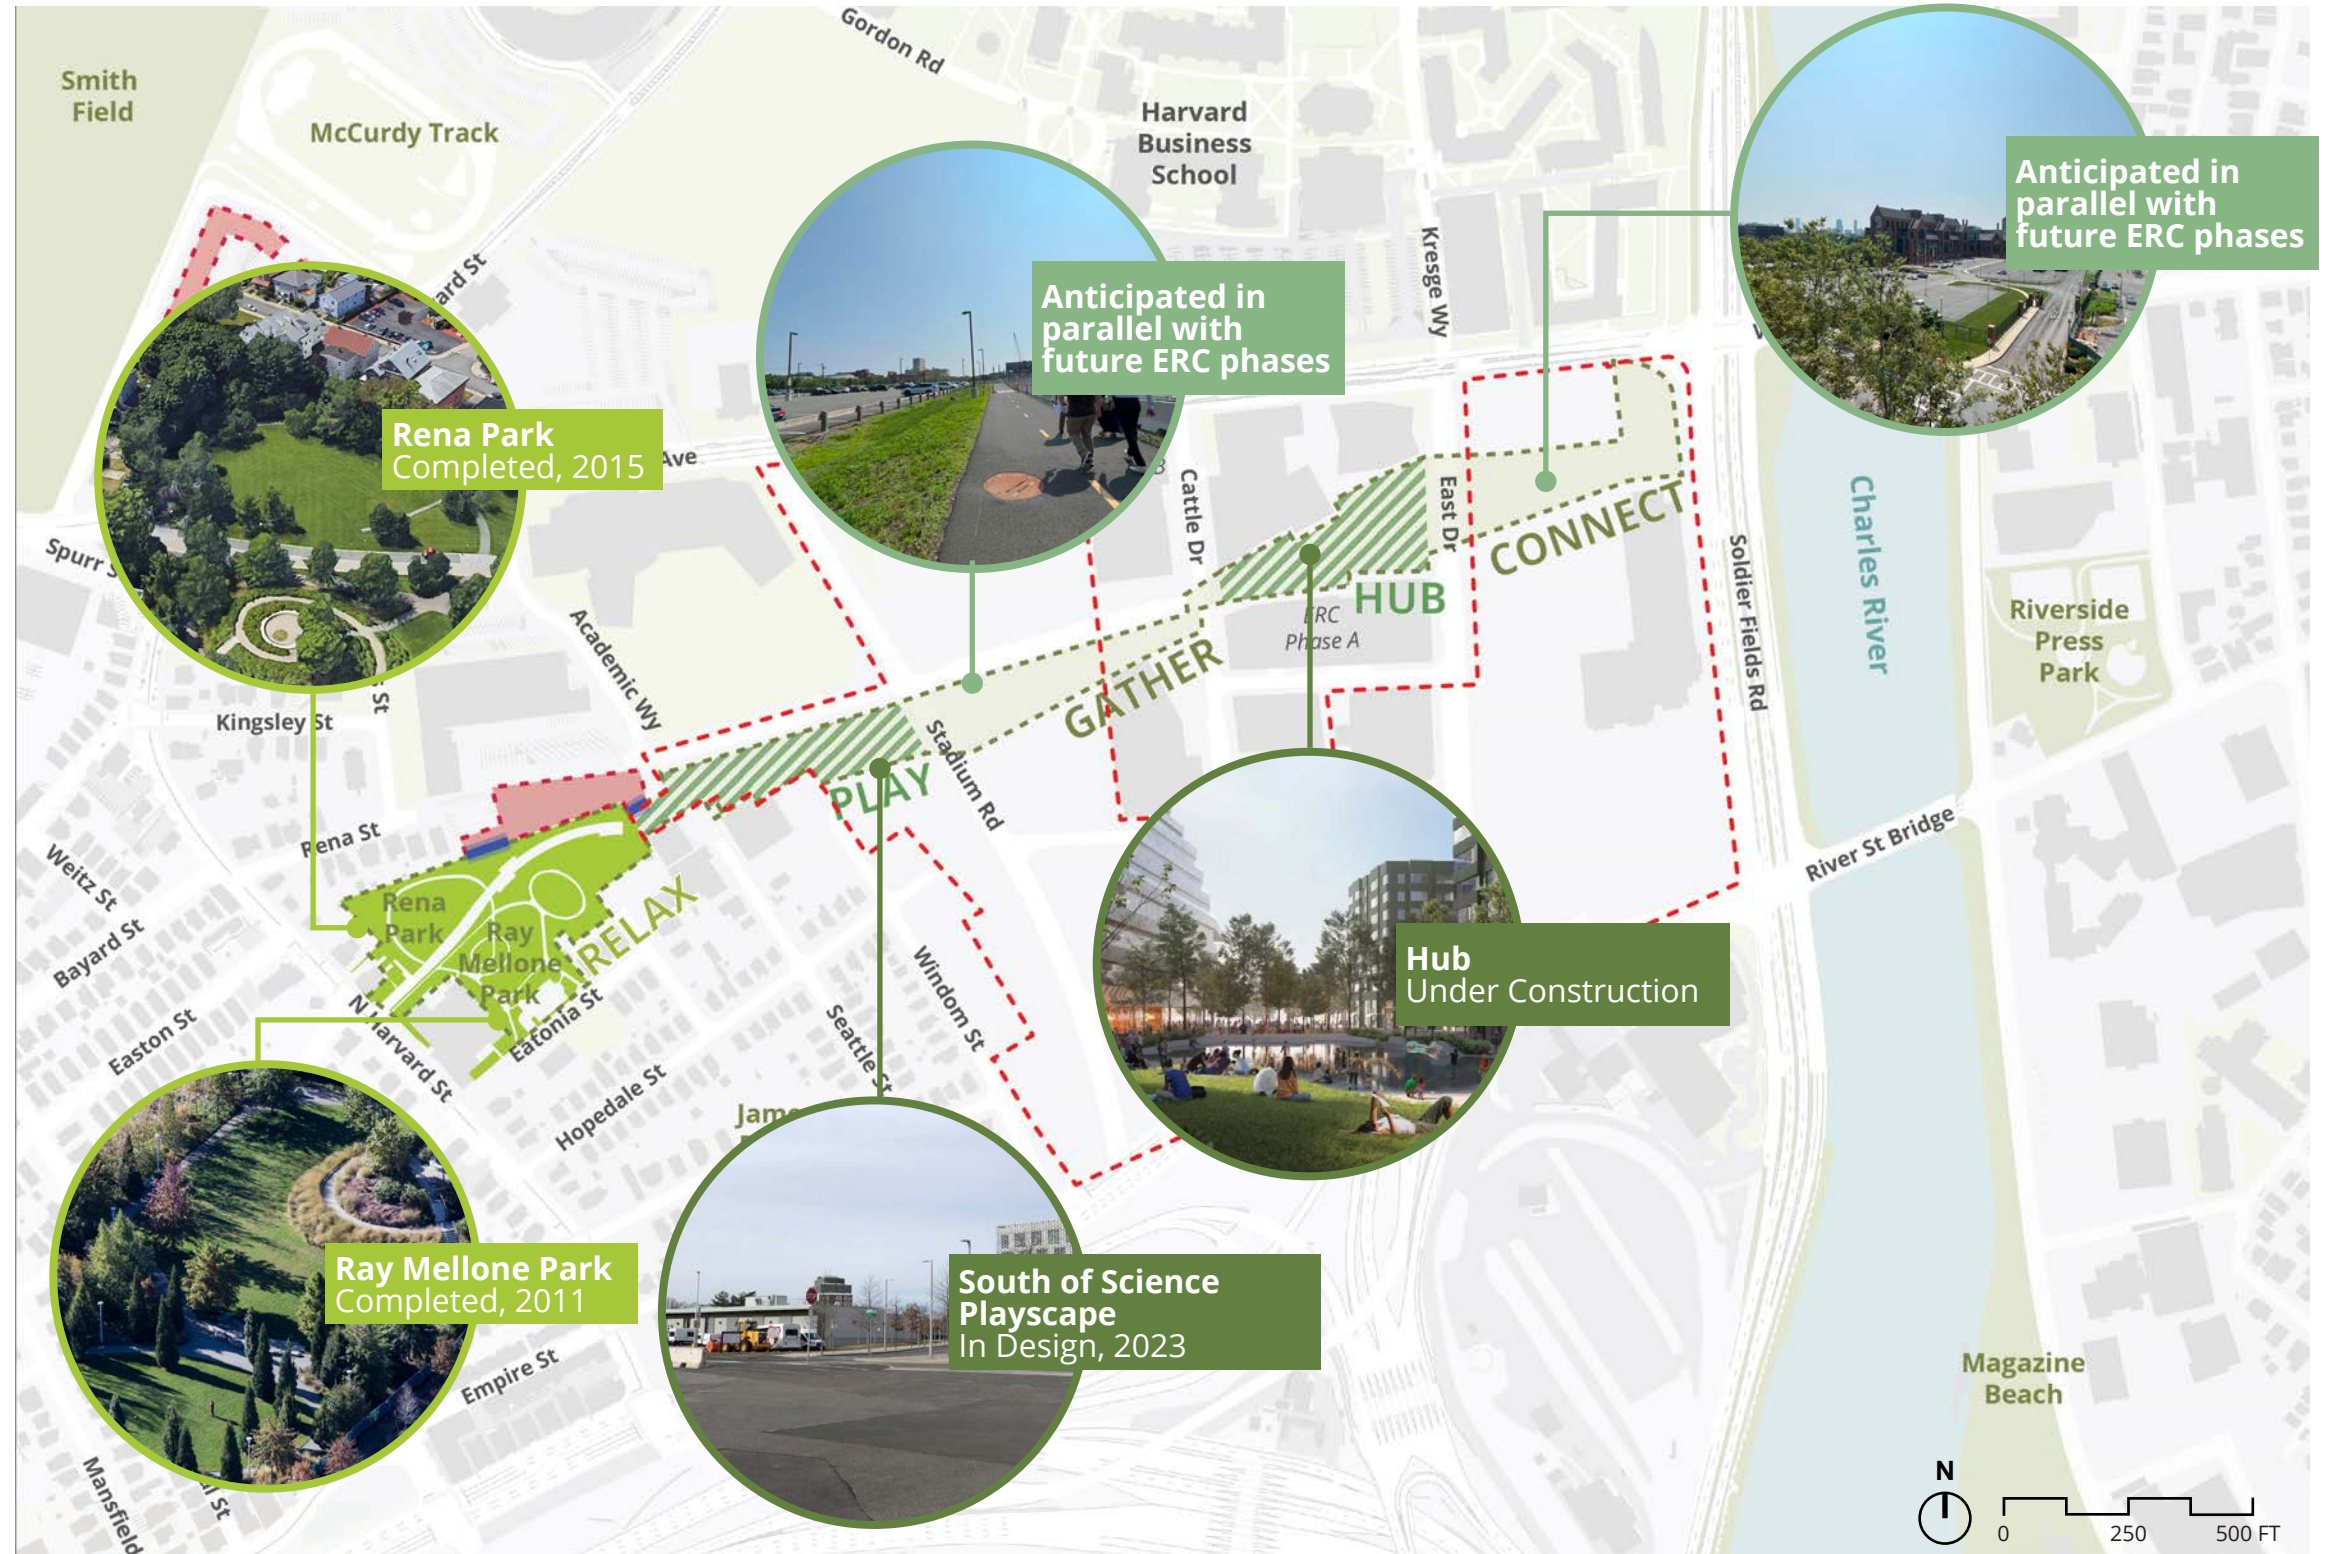 Smith
Field
McCurdy Track
Gordon Rd
Harvard
Business
School
Anticipated in
parallel with
future ERC phases
Anticipated in
parallel with
future ERC phases
Kresge Wy
Rena Park
Completed, 2015
Ave
Cattle Dr
East Dr
CONNECT
HUB
ERC
Phase A
GATHER
Soldier Fields Rd
Charles River
Riverside
Press
Park
Spurr
Academic Wy
St
Kingsley St
Stadium Rd
PLAY
Rena St
Weitz St
Bayard St
Easton St
Rena
Park
Ray
Mellone
Park
RELAX
N Harvard St
Eatonia St
Hopedale St
Seattle St
Windom St
River St Bridge
Hub
Under Construction
Ray Mellone Park
Completed, 2011
South of Science
Playscape
In Design, 2023
Empire St
Mansfield
St
Magazine
Beach
N
0 250 500 FT